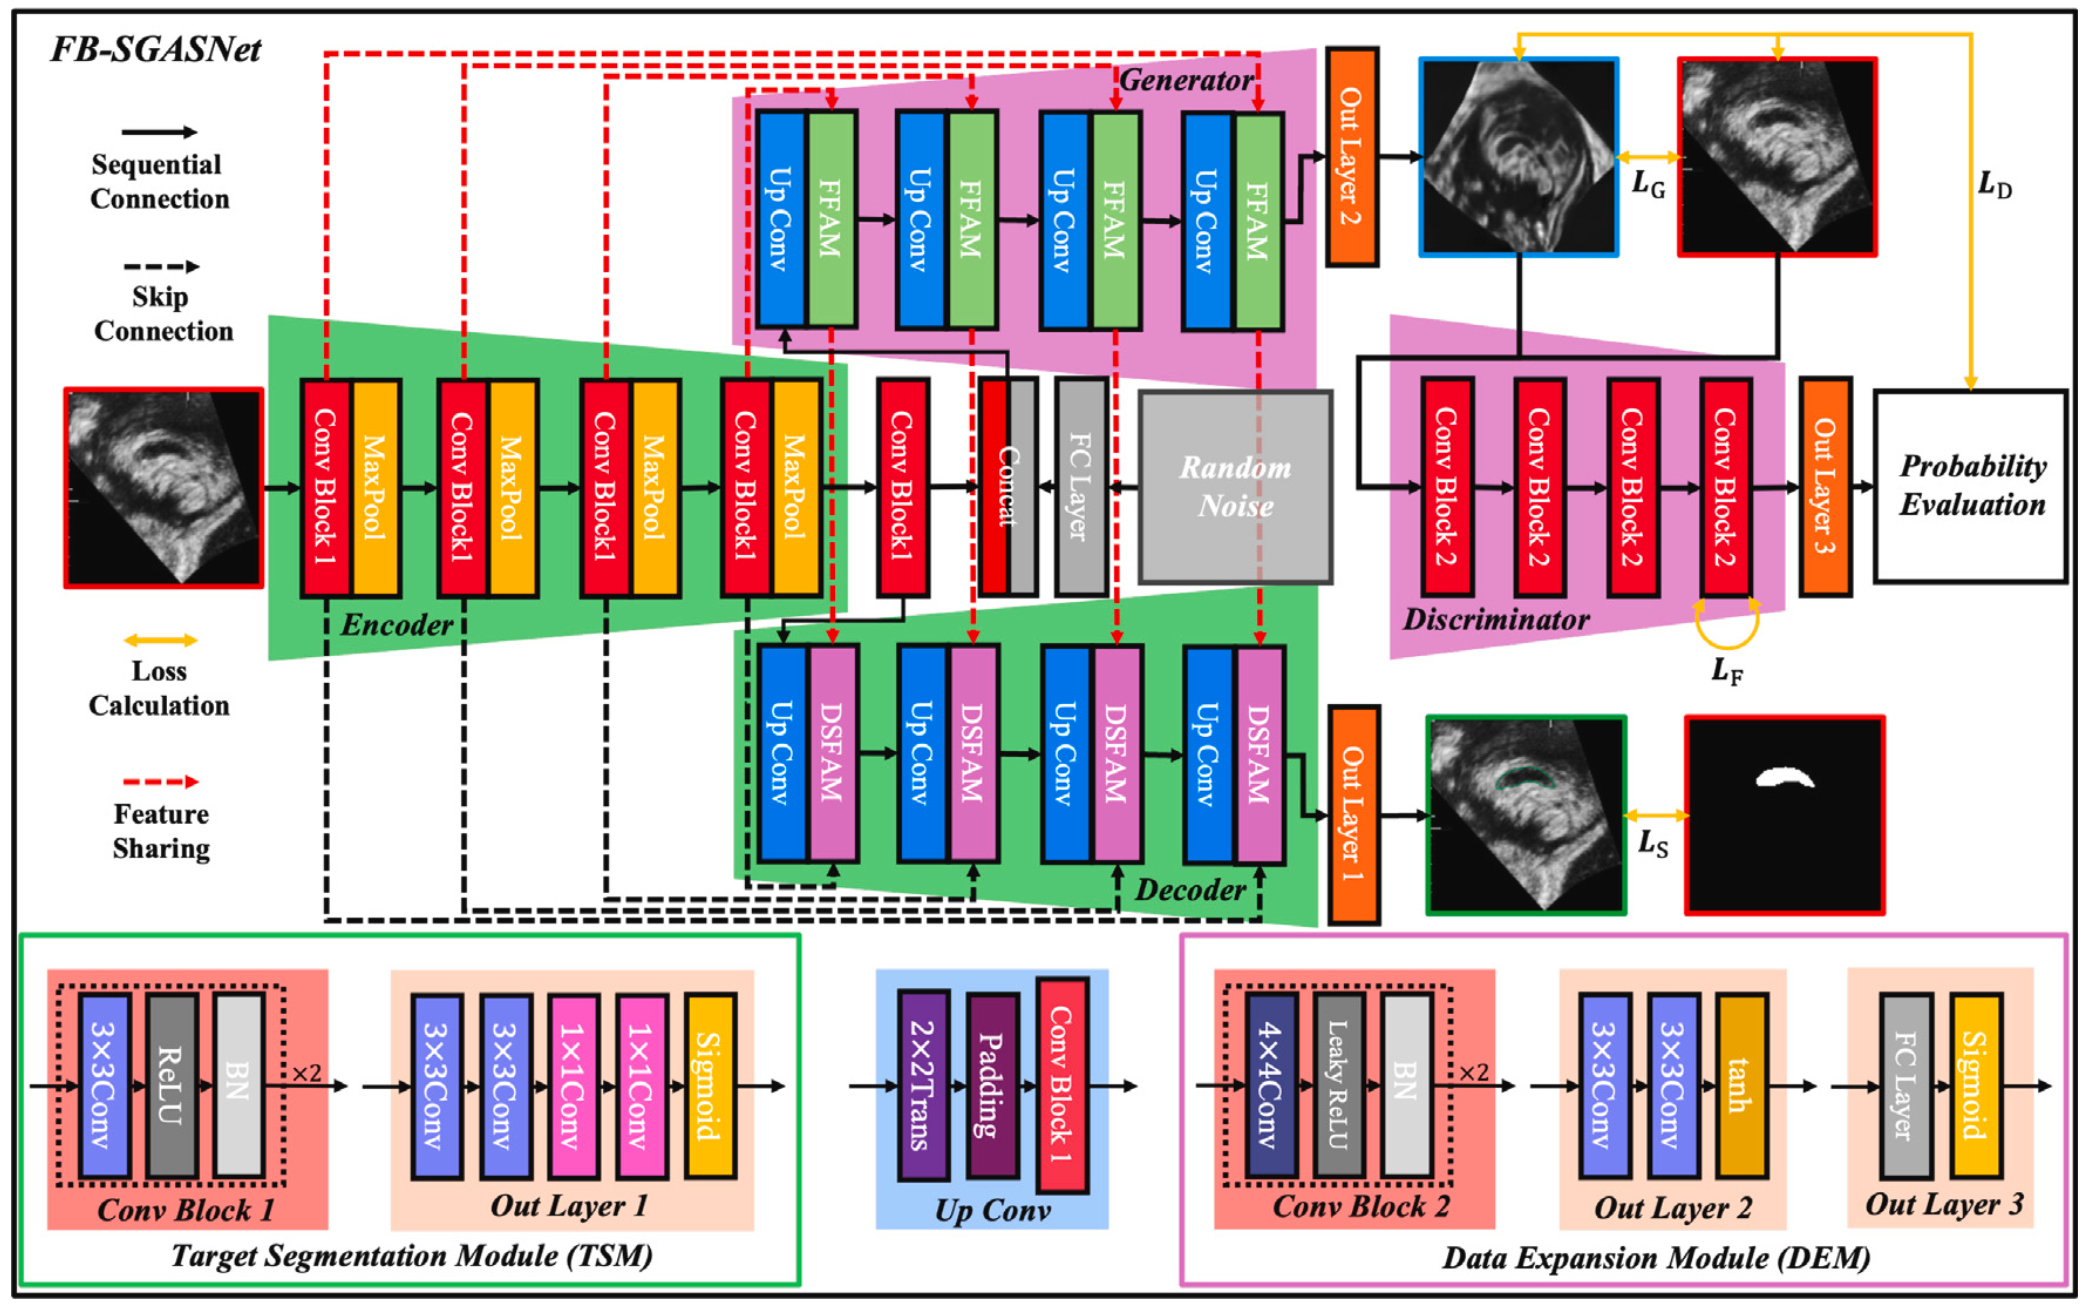 FB-SGASNet
Sequential
Connection
Skip
Connection
Loss
Calculation
Feature
Sharing
Generator
Up Conv
FFAM
Up Conv
FFAM
Up Conv
FFAM
Up Conv
FFAM
Out Layer 2
L_G
L_D
Conv Block 1
MaxPool
Conv Block1
MaxPool
Conv Block1
MaxPool
Conv Block1
MaxPool
Encoder
Conv Block1
Concat
FC Layer
Random
Noise
Conv Block 2
Conv Block 2
Conv Block 2
Conv Block 2
Discriminator
L_F
Out Layer 3
Probability
Evaluation
Up Conv
DSFAM
Up Conv
DSFAM
Up Conv
DSFAM
Up Conv
DSFAM
Decoder
Out Layer 1
L_S
3×3Conv
ReLU
BN
×2
Conv Block 1
3×3Conv
3×3Conv
1×1Conv
1×1Conv
Sigmoid
Out Layer 1
Target Segmentation Module (TSM)
2×2Trans
Padding
Conv Block 1
Up Conv
4×4Conv
Leaky ReLU
BN
×2
Conv Block 2
3×3Conv
3×3Conv
tanh
Out Layer 2
FC Layer
Sigmoid
Out Layer 3
Data Expansion Module (DEM)